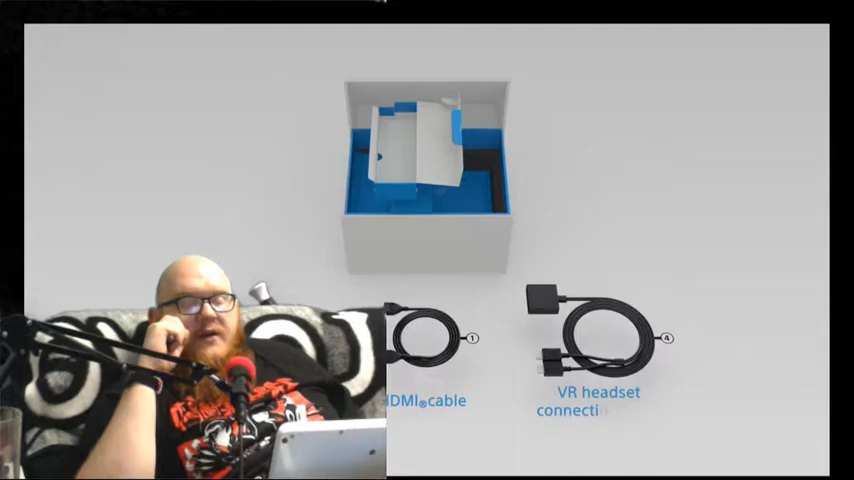 ①
④
DMI®cable
VR headset
connecti